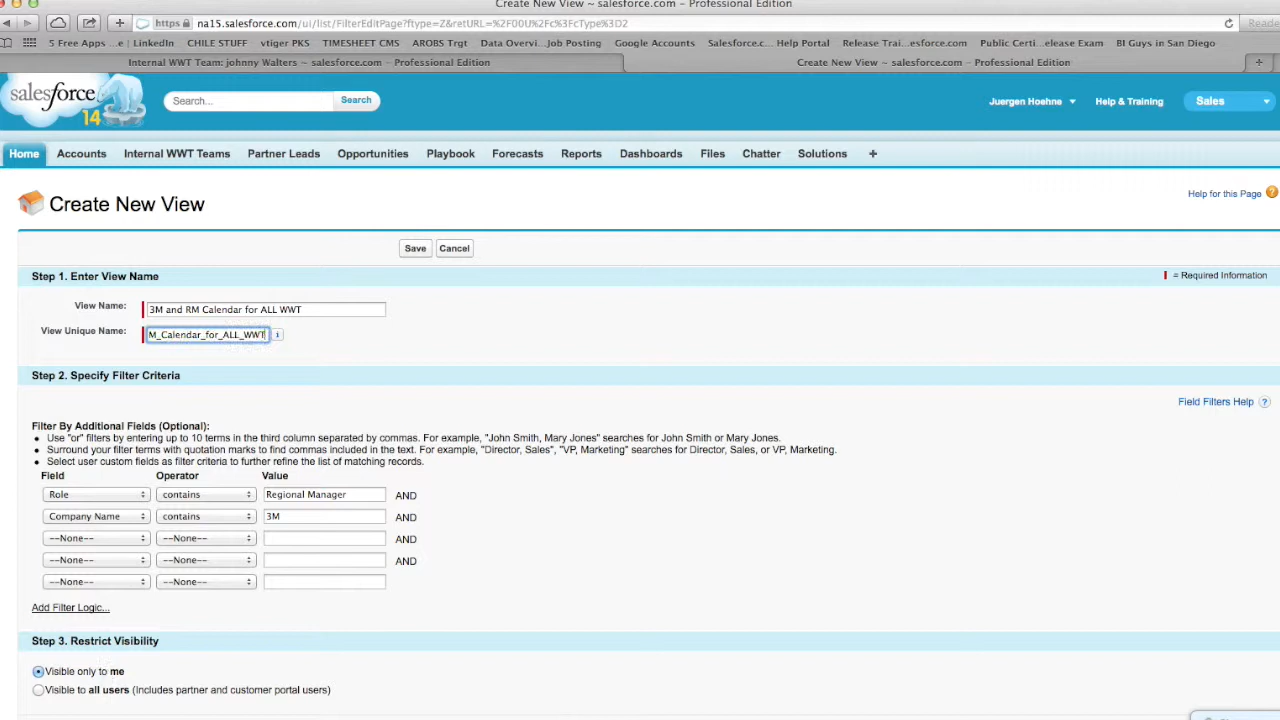 Create New View ~ salesforce.com - Professional Edition
https na15.salesforce.com/ui/list/FilterEditPage?ftype=Z&retURL=%2F00U%2Fc%3FcType%3D2 Reade
5 Free Apps ...e | LinkedIn CHILE STUFF vtiger PKS TIMESHEET CMS AROBS Trgt Data Overvi...Job Posting Google Accounts Salesforce.c... Help Portal Release Trai...esforce.com Public Certi...elease Exam BI Guys in San Diego
Internal WWT Team: johnny Walters ~ salesforce.com - Professional Edition Create New View ~ salesforce.com - Professional Edition
salesforce 14 Search... Search Juergen Hoehne Help & Training Sales
Home Accounts Internal WWT Teams Partner Leads Opportunities Playbook Forecasts Reports Dashboards Files Chatter Solutions +
Create New View Help for this Page ?
Save Cancel
Step 1. Enter View Name = Required Information
View Name: 3M and RM Calendar for ALL WWT
View Unique Name: M_Calendar_for_ALL_WWT i
Step 2. Specify Filter Criteria
Field Filters Help ?
Filter By Additional Fields (Optional):
• Use "or" filters by entering up to 10 terms in the third column separated by commas. For example, "John Smith, Mary Jones" searches for John Smith or Mary Jones.
• Surround your filter terms with quotation marks to find commas included in the text. For example, "Director, Sales", "VP, Marketing" searches for Director, Sales, or VP, Marketing.
• Select user custom fields as filter criteria to further refine the list of matching records.
Field Operator Value
Role contains Regional Manager AND
Company Name contains 3M AND
--None-- --None-- AND
--None-- --None-- AND
--None-- --None--
Add Filter Logic...
Step 3. Restrict Visibility
Visible only to me
Visible to all users (Includes partner and customer portal users)